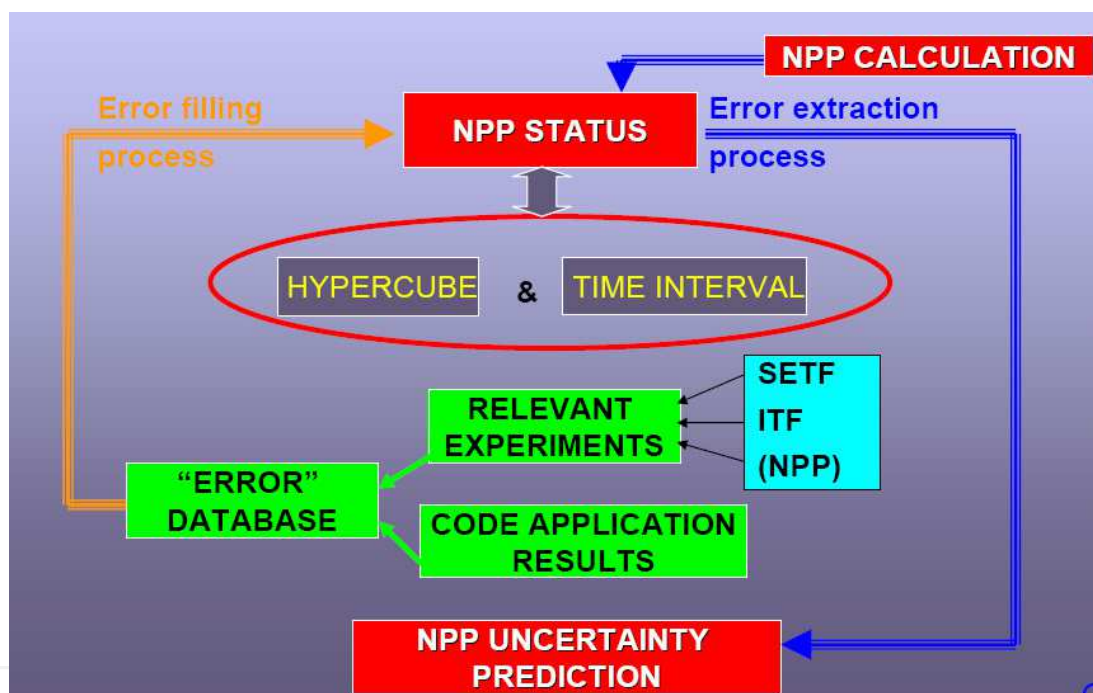 NPP CALCULATION
Error filling
process
NPP STATUS
Error extraction
process
HYPERCUBE
&
TIME INTERVAL
SETF
ITF
(NPP)
RELEVANT
EXPERIMENTS
“ERROR”
DATABASE
CODE APPLICATION
RESULTS
NPP UNCERTAINTY
PREDICTION